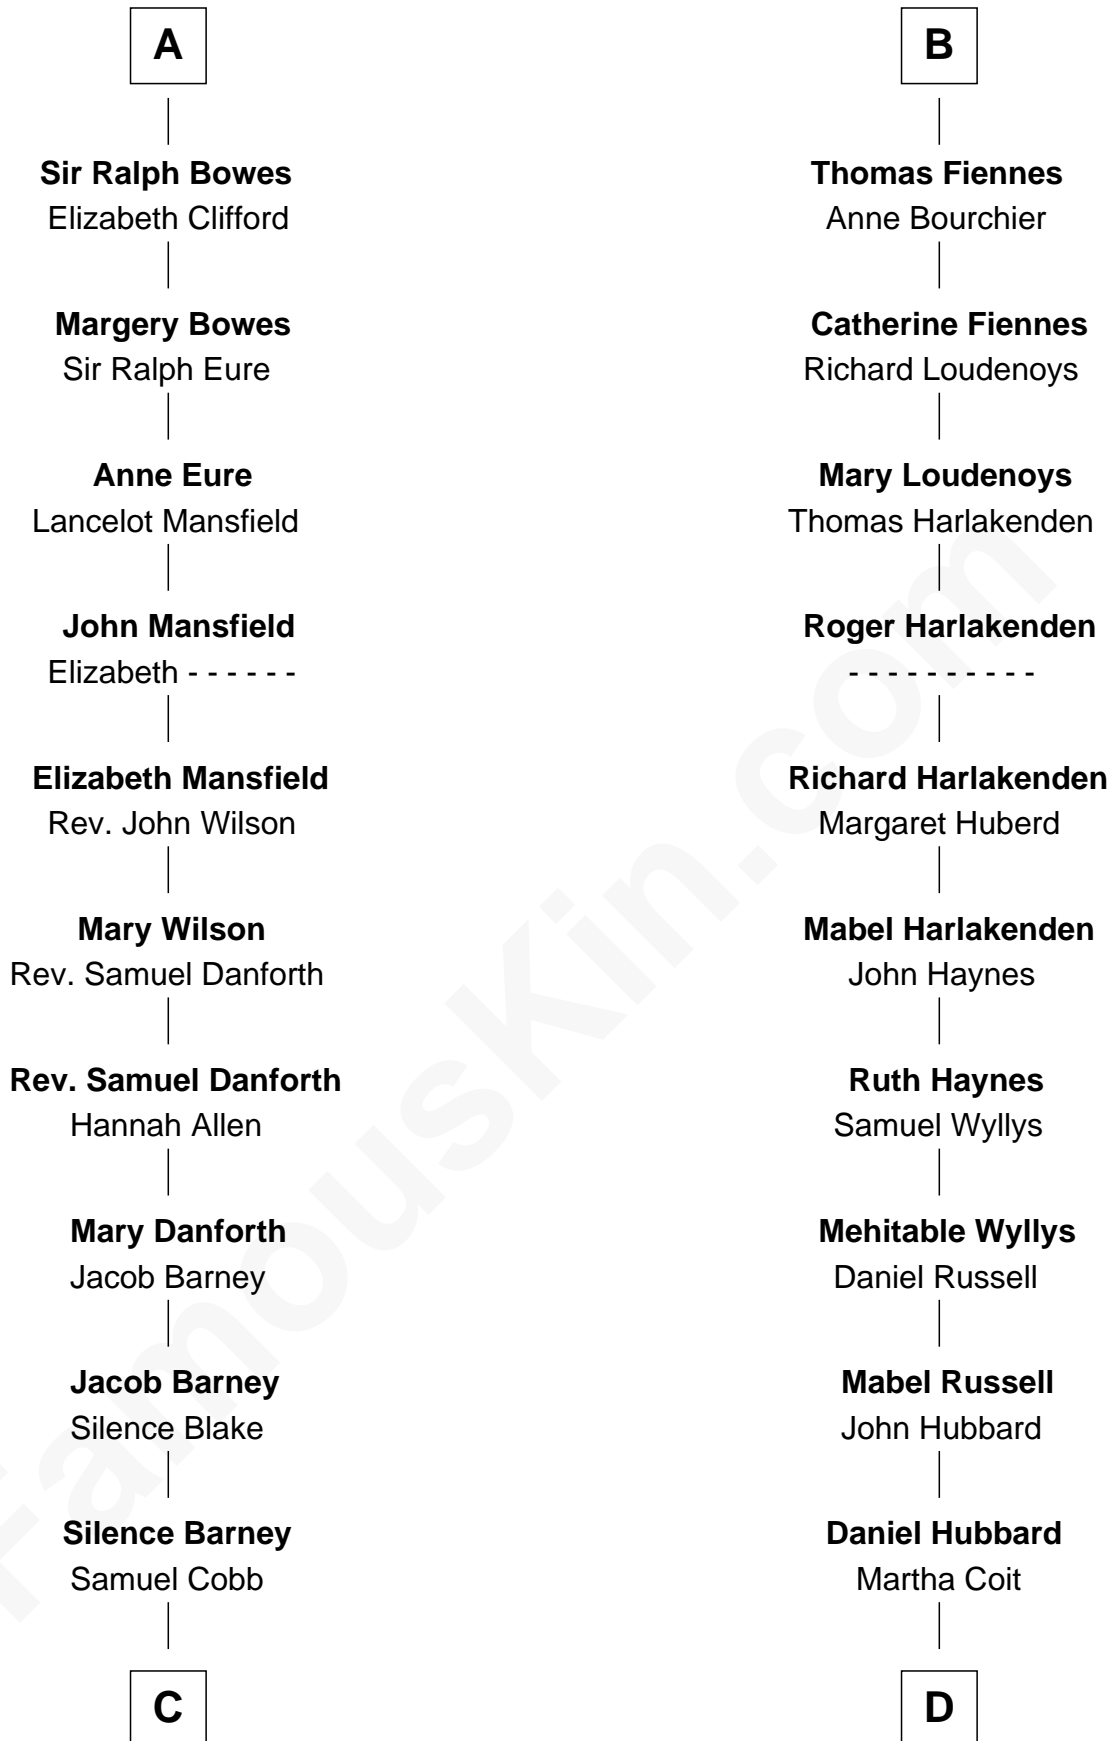 A
Sir Ralph Bowes
Elizabeth Clifford
Margery Bowes
Sir Ralph Eure
Anne Eure
Lancelot Mansfield
John Mansfield
Elizabeth - - - - - -
Elizabeth Mansfield
Rev. John Wilson
Mary Wilson
Rev. Samuel Danforth
Rev. Samuel Danforth
Hannah Allen
Mary Danforth
Jacob Barney
Jacob Barney
Silence Blake
Silence Barney
Samuel Cobb
C
B
Thomas Fiennes
Anne Bourchier
Catherine Fiennes
Richard Loudenoys
Mary Loudenoys
Thomas Harlakenden
Roger Harlakenden
- - - - - - - - - -
Richard Harlakenden
Margaret Huberd
Mabel Harlakenden
John Haynes
Ruth Haynes
Samuel Wyllys
Mehitable Wyllys
Daniel Russell
Mabel Russell
John Hubbard
Daniel Hubbard
Martha Coit
D
FamousKin.com